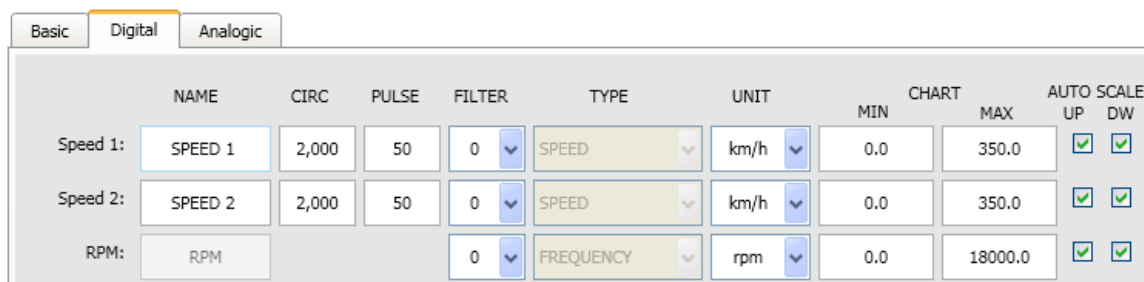 Basic Digital Analogic
NAME CIRC PULSE FILTER TYPE UNIT CHART AUTO SCALE
MIN MAX UP DW
Speed 1: SPEED 1 2,000 50 0 SPEED km/h 0.0 350.0
Speed 2: SPEED 2 2,000 50 0 SPEED km/h 0.0 350.0
RPM: RPM 0 FREQUENCY rpm 0.0 18000.0